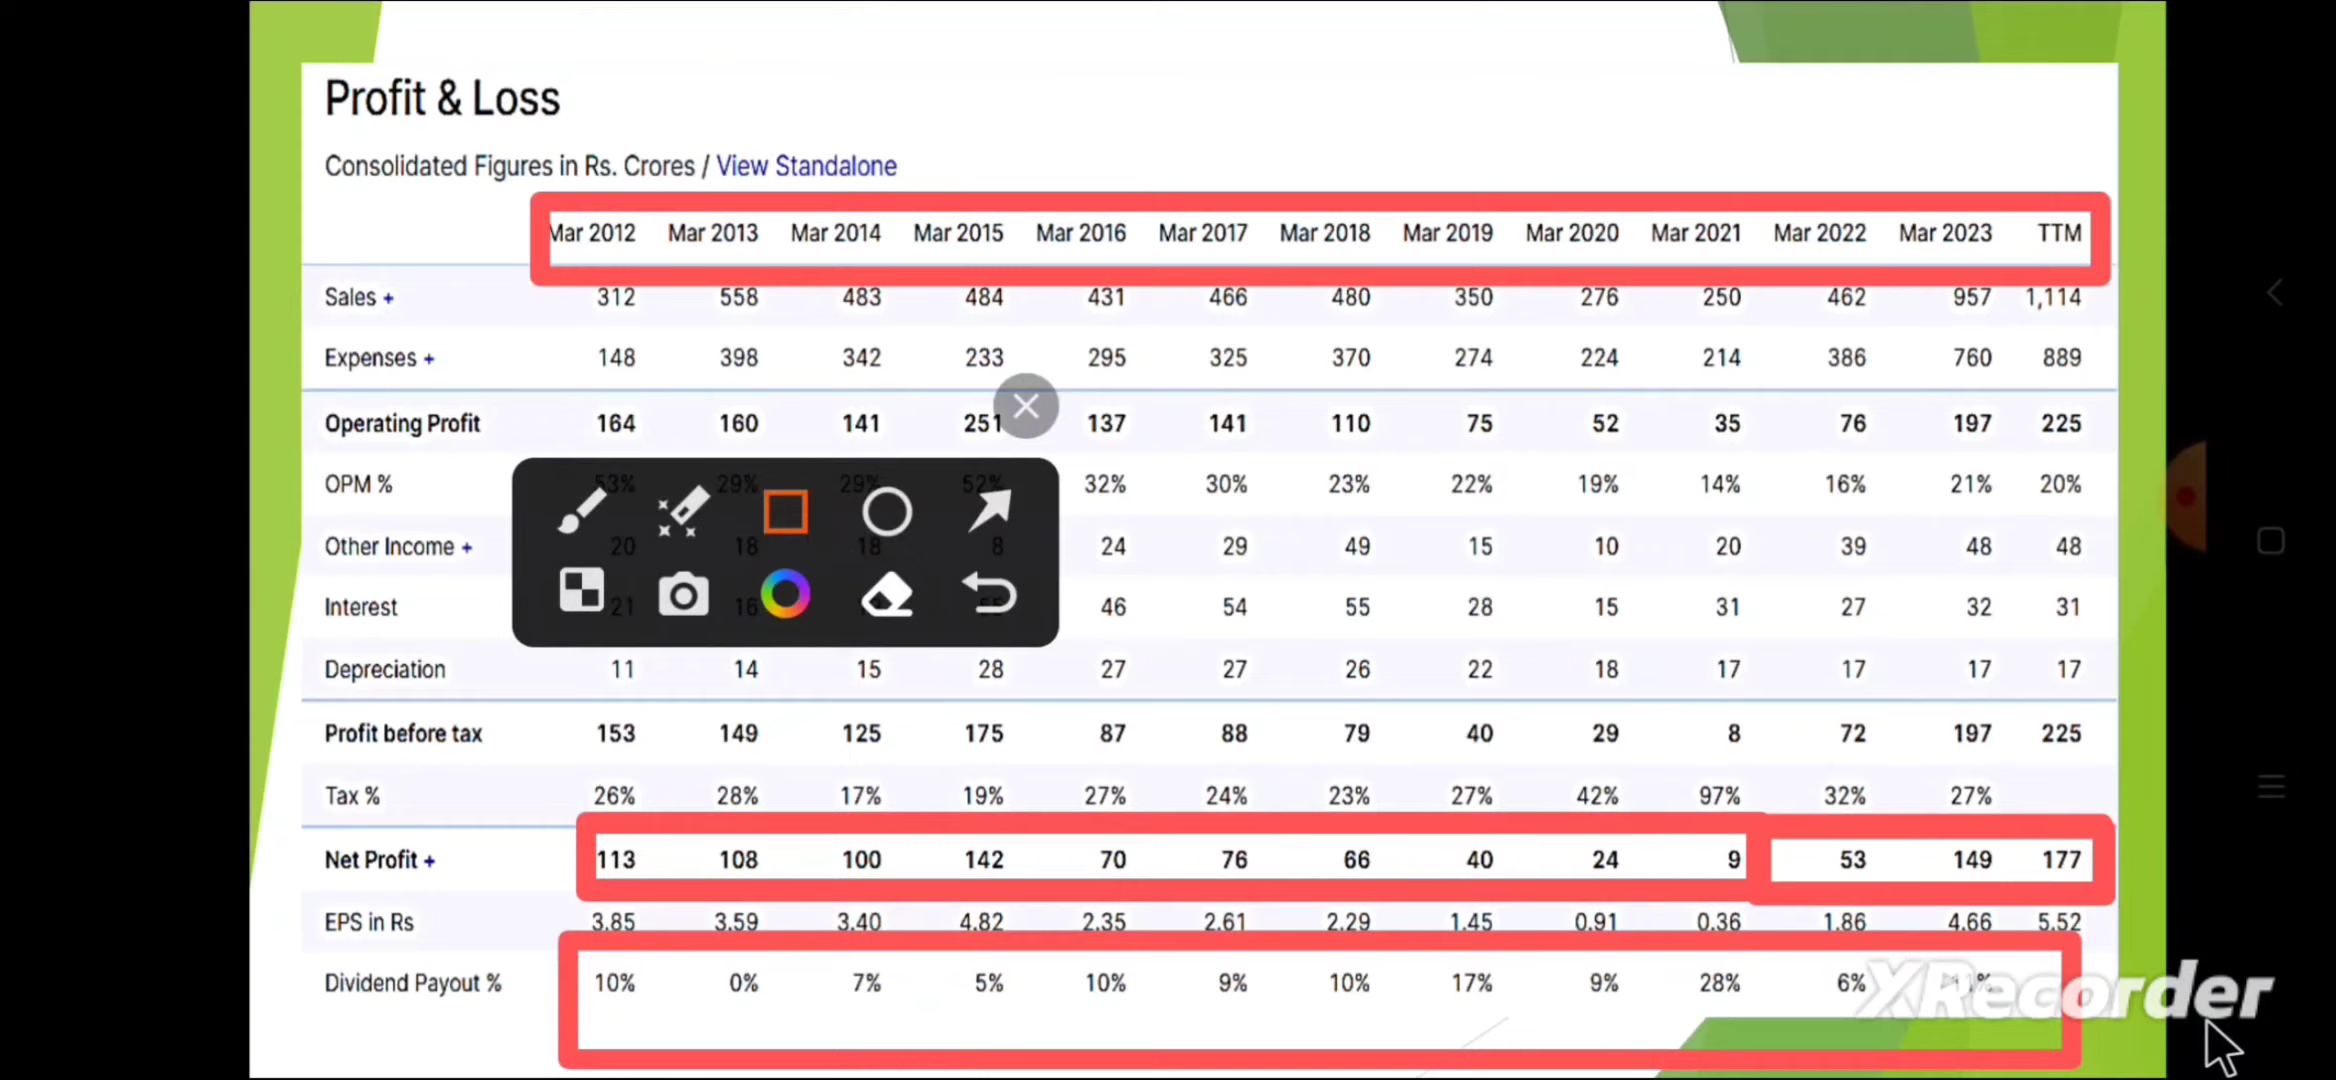 Profit & Loss
Consolidated Figures in Rs. Crores / View Standalone
Mar 2012 Mar 2013 Mar 2014 Mar 2015 Mar 2016 Mar 2017 Mar 2018 Mar 2019 Mar 2020 Mar 2021 Mar 2022 Mar 2023 TTM
Sales + 312 558 483 484 431 466 480 350 276 250 462 957 1,114
Expenses + 148 398 342 233 295 325 370 274 224 214 386 760 889
Operating Profit 164 160 141 251 137 141 110 75 52 35 76 197 225
OPM % 53% 29% 29% 52% 32% 30% 23% 22% 19% 14% 16% 21% 20%
Other Income + 20 18 18 8 24 29 49 15 10 20 39 48 48
Interest 21 16 46 54 55 28 15 31 27 32 31
Depreciation 11 14 15 28 27 27 26 22 18 17 17 17 17
Profit before tax 153 149 125 175 87 88 79 40 29 8 72 197 225
Tax % 26% 28% 17% 19% 27% 24% 23% 27% 42% 97% 32% 27%
Net Profit + 113 108 100 142 70 76 66 40 24 9 53 149 177
EPS in Rs 3.85 3.59 3.40 4.82 2.35 2.61 2.29 1.45 0.91 0.36 1.86 4.66 5.52
Dividend Payout % 10% 0% 7% 5% 10% 9% 10% 17% 9% 28% 6%
XRecorder